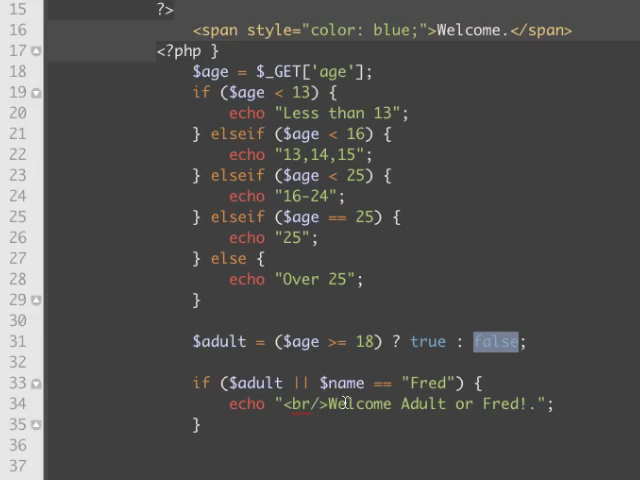 15 ?>
16 <span style="color: blue;">Welcome.</span>
17 <?php }
18 $age = $_GET['age'];
19 if ($age < 13) {
20 echo "Less than 13";
21 } elseif ($age < 16) {
22 echo "13,14,15";
23 } elseif ($age < 25) {
24 echo "16-24";
25 } elseif ($age == 25) {
26 echo "25";
27 } else {
28 echo "Over 25";
29 }
30
31 $adult = ($age >= 18) ? true : false;
32
33 if ($adult || $name == "Fred") {
34 echo "<br/>Welcome Adult or Fred!.";
35 }
36
37